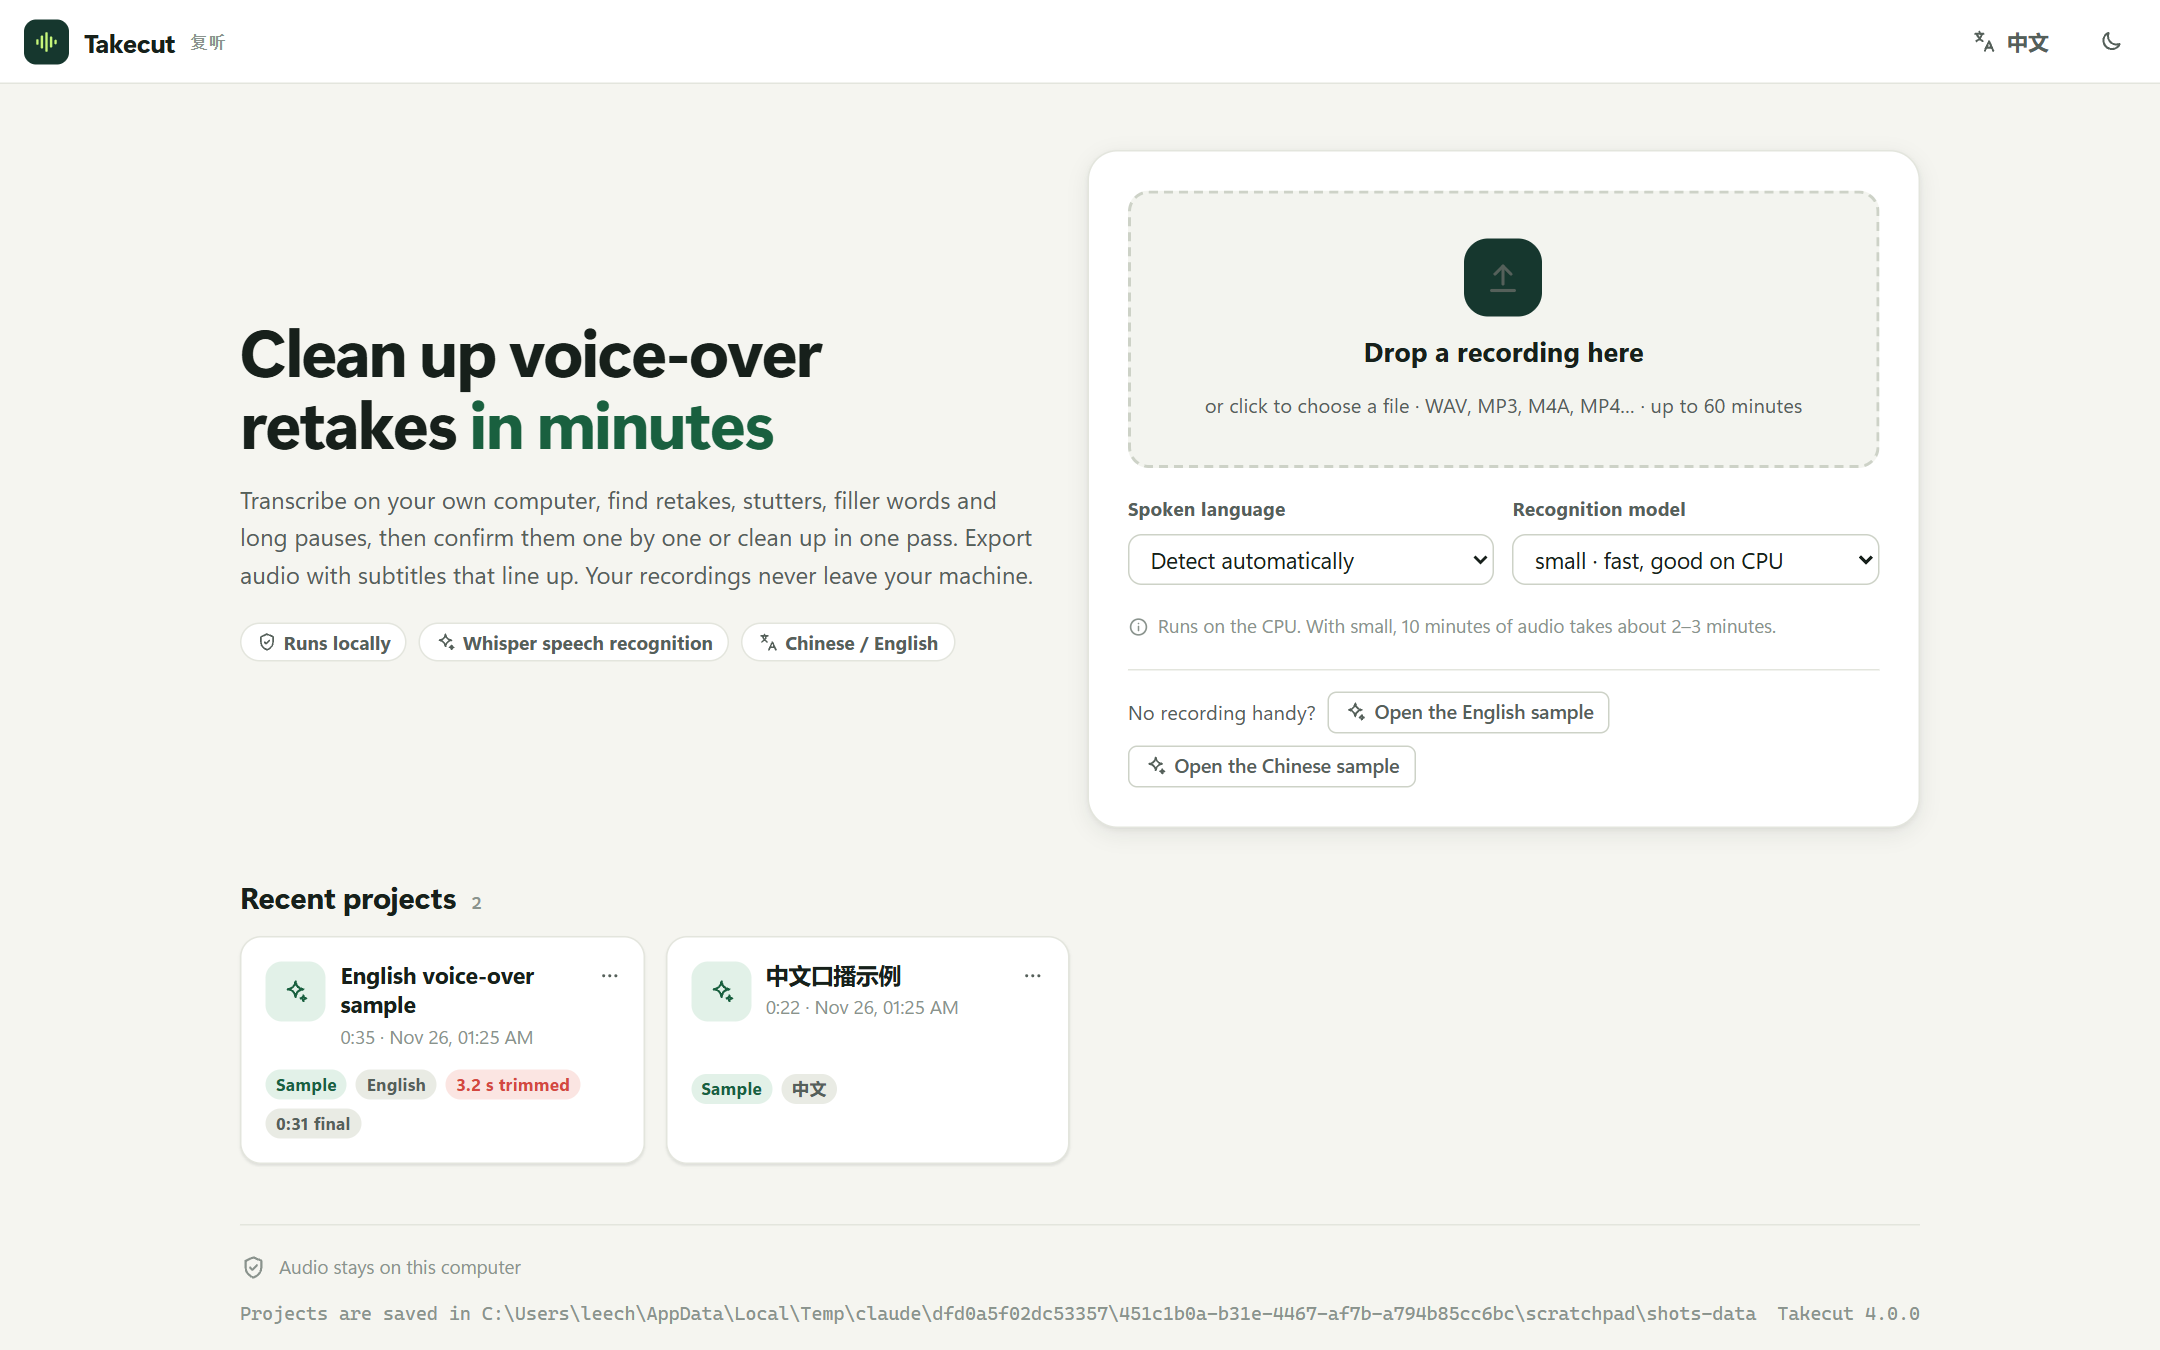 Takecut 复听
中文
Clean up voice-over
retakes in minutes
Transcribe on your own computer, find retakes, stutters, filler words and
long pauses, then confirm them one by one or clean up in one pass. Export
audio with subtitles that line up. Your recordings never leave your machine.
Runs locally
Whisper speech recognition
Chinese / English
Drop a recording here
or click to choose a file · WAV, MP3, M4A, MP4… · up to 60 minutes
Spoken language
Recognition model
Detect automatically
small · fast, good on CPU
Runs on the CPU. With small, 10 minutes of audio takes about 2–3 minutes.
No recording handy?
Open the English sample
Open the Chinese sample
Recent projects 2
English voice-over
sample
0:35 · Nov 26, 01:25 AM
Sample
English
3.2 s trimmed
0:31 final
中文口播示例
0:22 · Nov 26, 01:25 AM
Sample
中文
Audio stays on this computer
Projects are saved in C:\Users\leech\AppData\Local\Temp\claude\dfd0a5f02dc53357\451c1b0a-b31e-4467-af7b-a794b85cc6bc\scratchpad\shots-data
Takecut 4.0.0